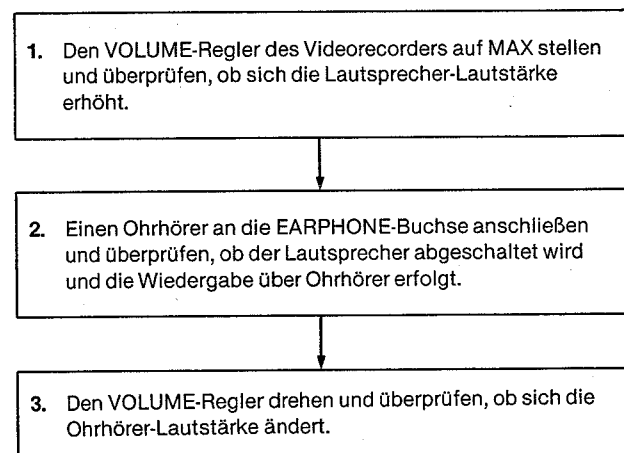 1. Den VOLUME-Regler des Videorecorders auf MAX stellen
und überprüfen, ob sich die Lautsprecher-Lautstärke
erhöht.
2. Einen Ohrhörer an die EARPHONE-Buchse anschließen
und überprüfen, ob der Lautsprecher abgeschaltet wird
und die Wiedergabe über Ohrhörer erfolgt.
3. Den VOLUME-Regler drehen und überprüfen, ob sich die
Ohrhörer-Lautstärke ändert.